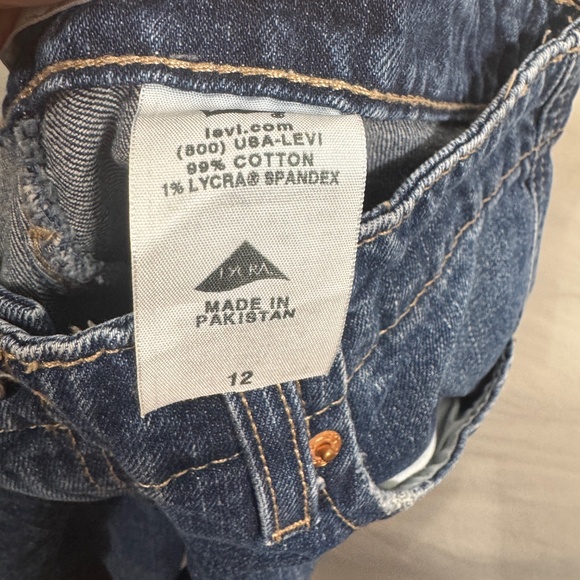 ®
levi.com
(800) USA-LEVI
99% COTTON
1% LYCRA® SPANDEX
LYCRA
MADE IN
PAKISTAN
12